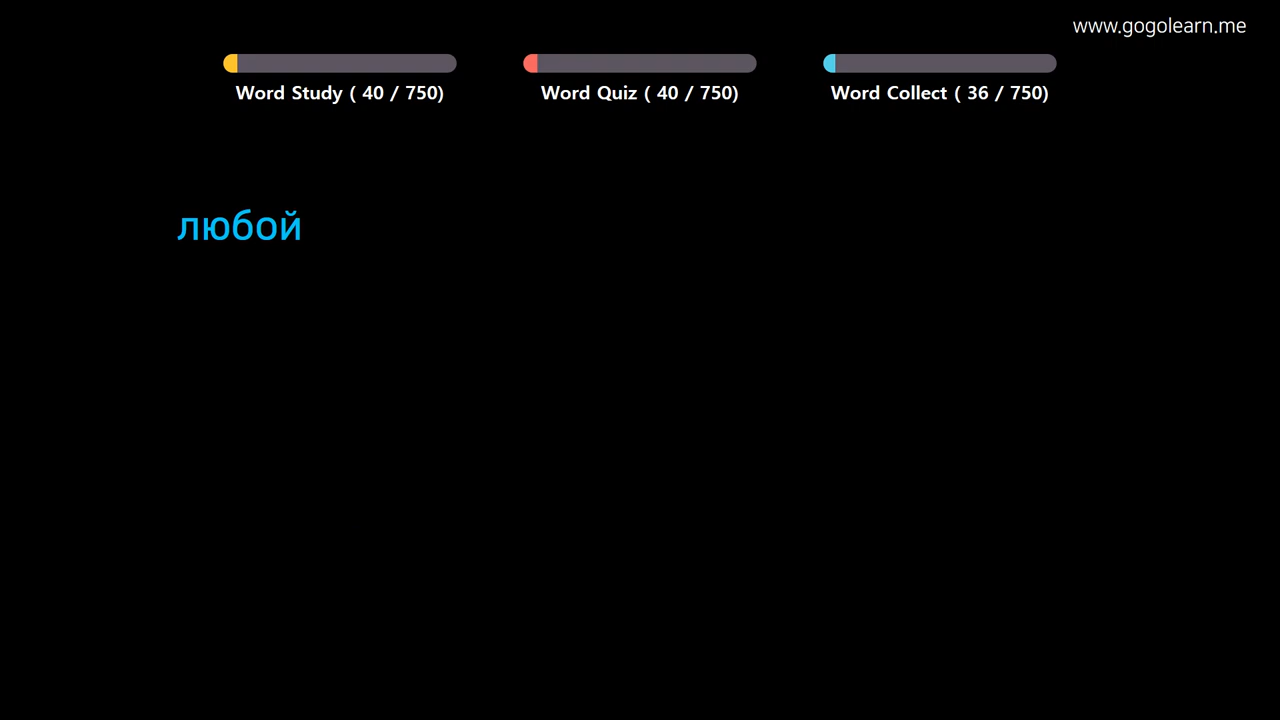 www.gogolearn.me
Word Study ( 40 / 750)
Word Quiz ( 40 / 750)
Word Collect ( 36 / 750)
любой